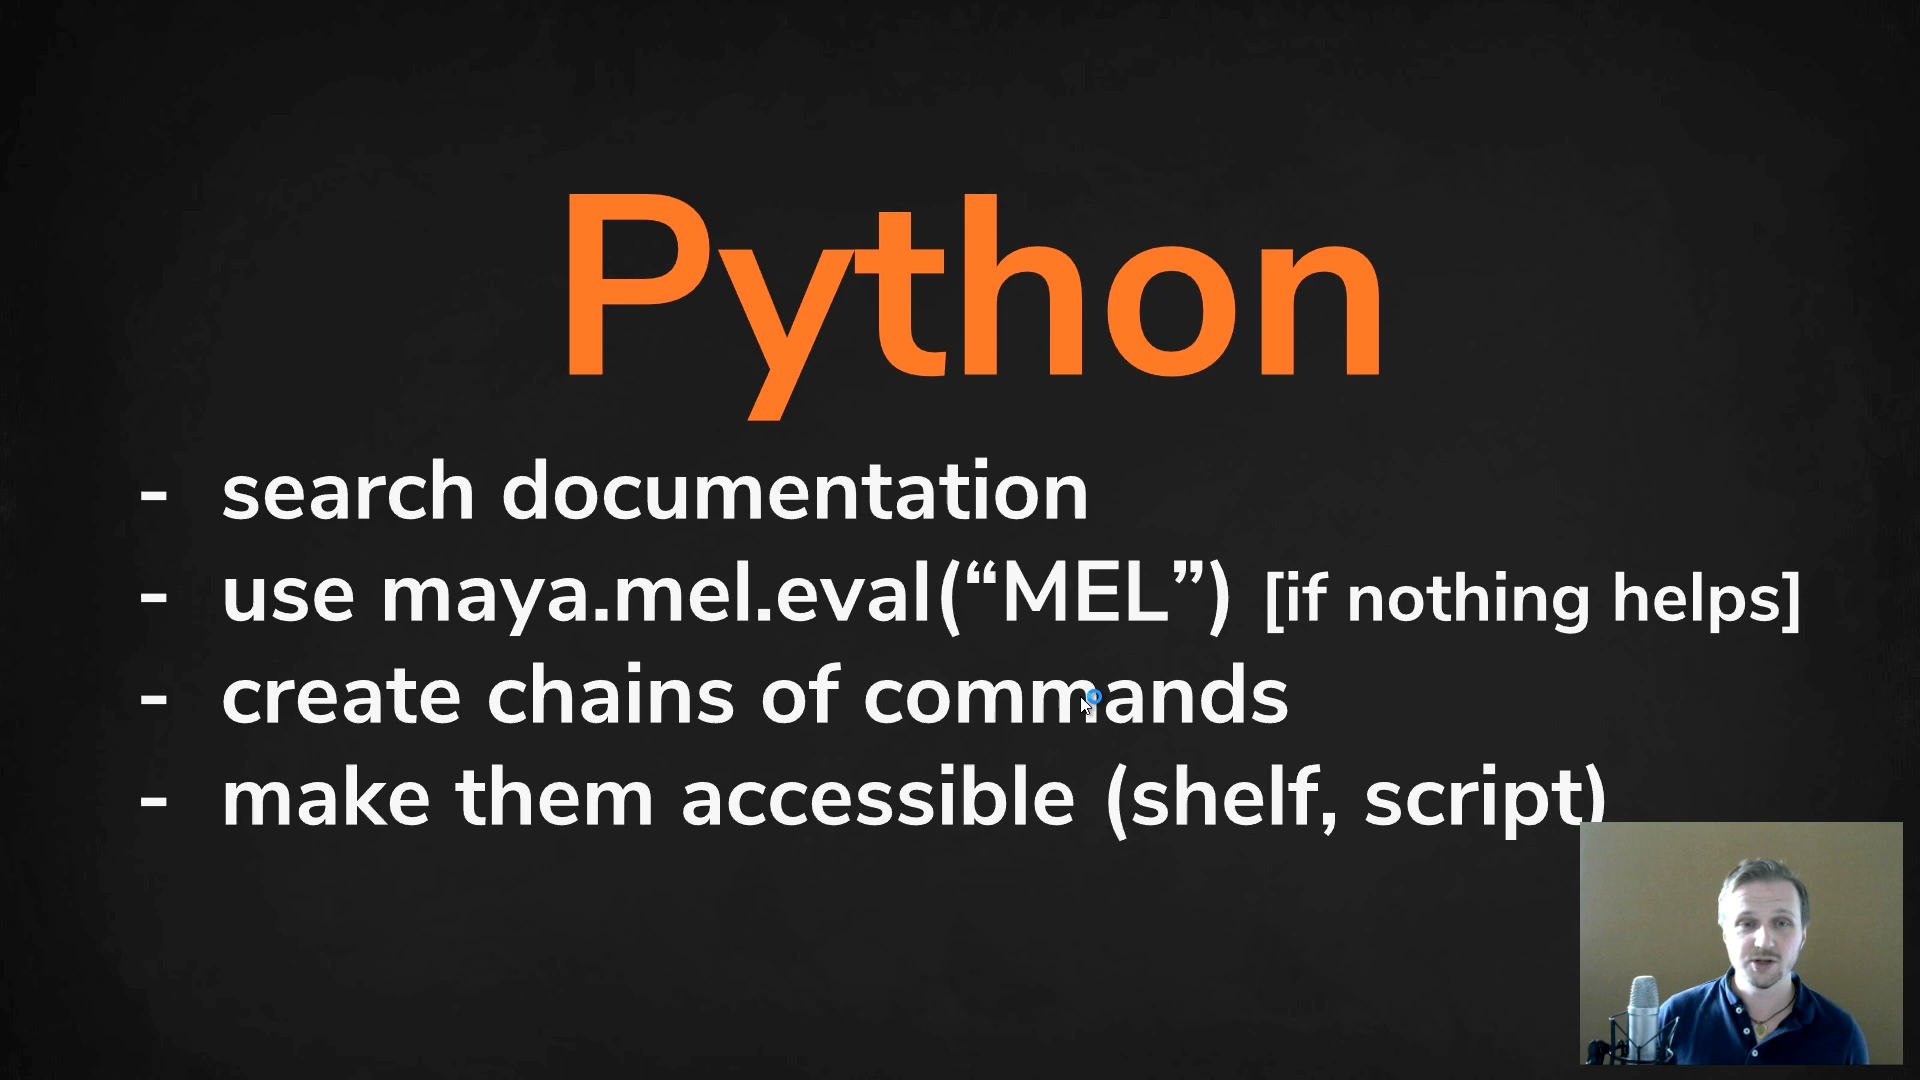 Python
- search documentation
- use maya.mel.eval(“MEL”) [if nothing helps]
- create chains of commands
- make them accessible (shelf, script)